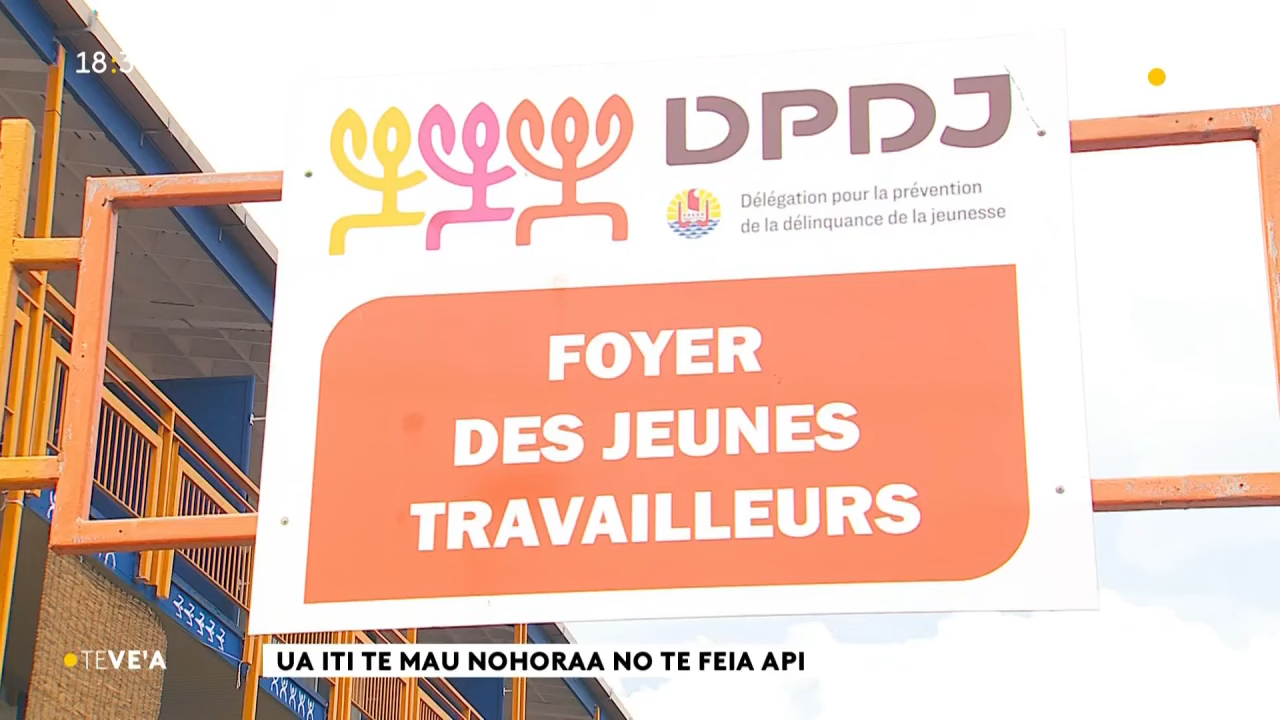 DPDJ
Délégation pour la prévention
de la délinquance de la jeunesse
FOYER
DES JEUNES
TRAVAILLEURS
TEVE'A
UA ITI TE MAU NOHORAA NO TE FEIA API